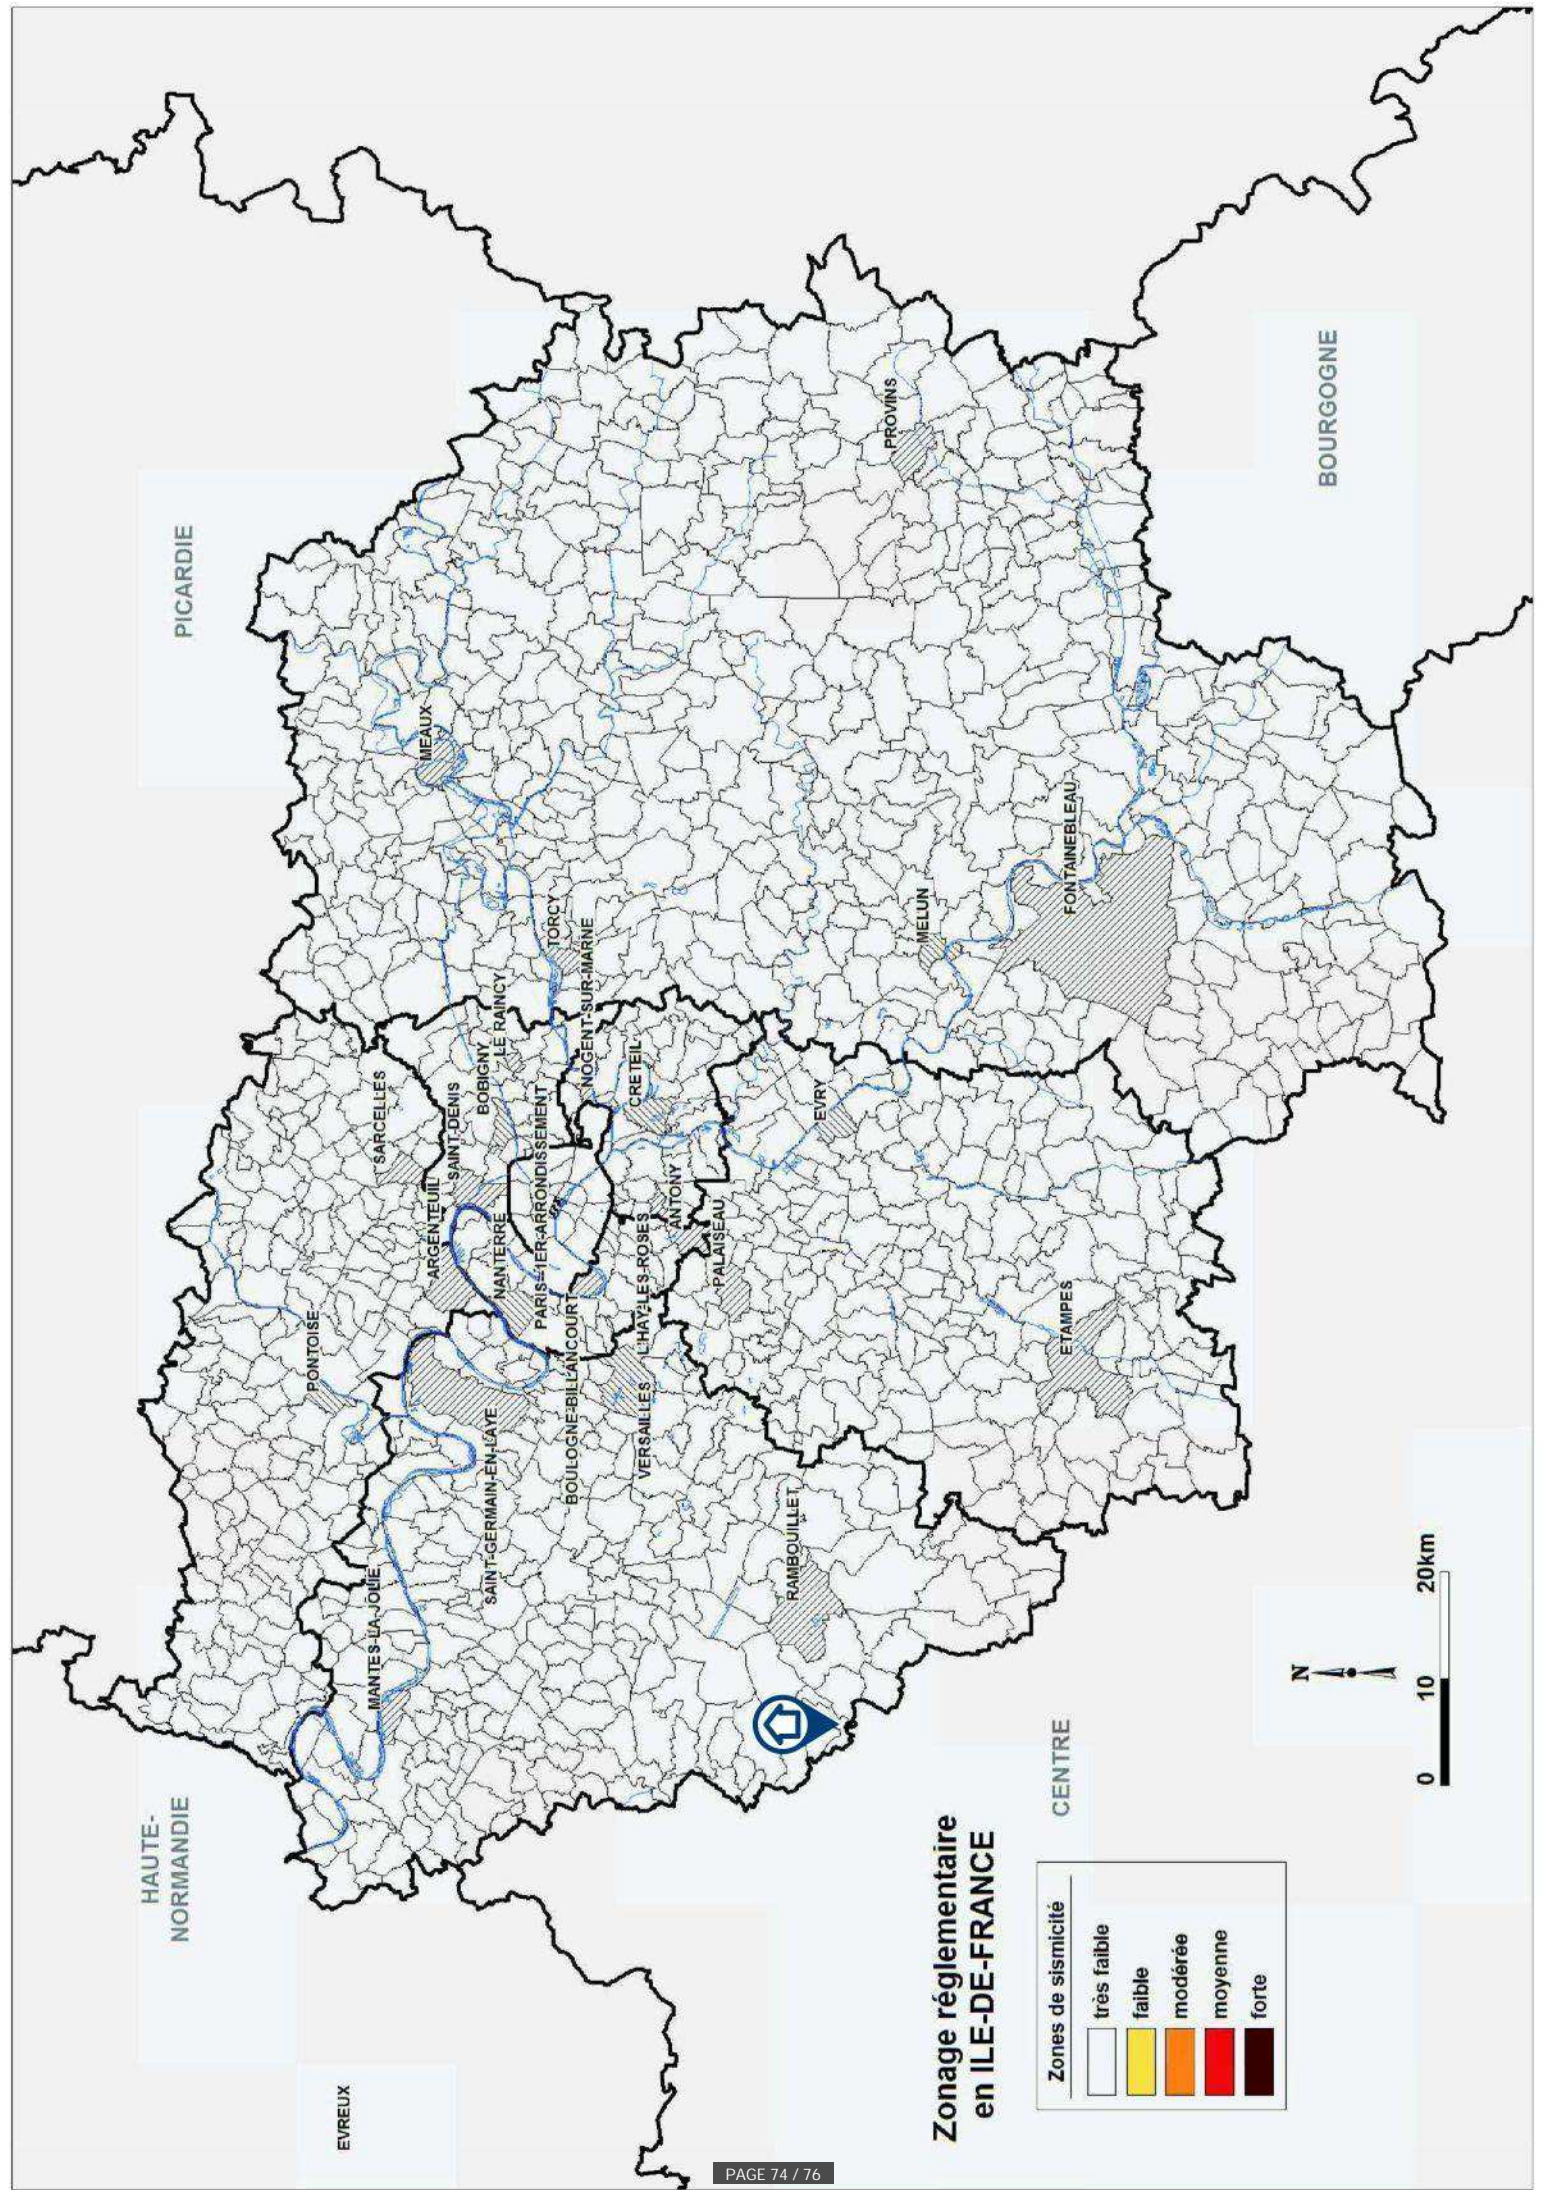 HAUTE-
NORMANDIE
EVREUX
PICARDIE
BOURGOGNE
CENTRE
MANTES-LA-JOLIE
PONTOISE
SARCELLES
ARGENTEUIL
SAINT-DENIS
BOBIGNY
LE RAINCY
MEAUX
SAINT-GERMAIN-EN-LAYE
NANTERRE
PARIS-1ER-ARRONDISSEMENT
TORCY
BOULOGNE-BILLANCOURT
NOGENT-SUR-MARNE
VERSAILLES
L'HAY-LES-ROSES
CRETEIL
ANTONY
PALAISEAU
RAMBOUILLET
EVRY
PROVINS
MELUN
ETAMPES
FONTAINEBLEAU
Zonage réglementaire
en ILE-DE-FRANCE
Zones de sismicité
très faible
faible
modérée
moyenne
forte
N
0 10 20km
PAGE 74 / 76